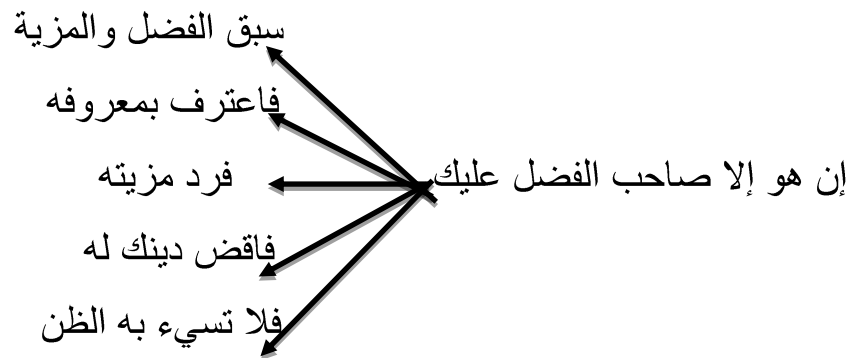 سبق الفضل والمزية
فاعترف بمعروفه
إن هو إلا صاحب الفضل عليك
فرد مزيته
فاقض دينك له
فلا تسيء به الظن